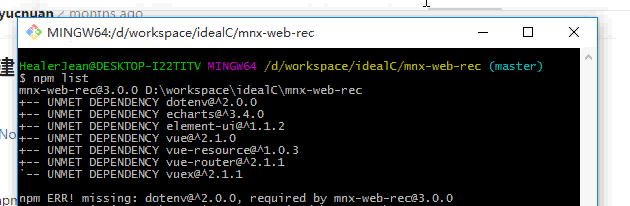 yuchuan 2 months ago
MINGW64:/d/workspace/idealC/mnx-web-rec
建
HealerJean@DESKTOP-I22TITV MINGW64 /d/workspace/idealC/mnx-web-rec (master)
$ npm list
mnx-web-rec@3.0.0 D:\workspace\idealC\mnx-web-rec
+-- UNMET DEPENDENCY dotenv@^2.0.0
+-- UNMET DEPENDENCY echarts@^3.4.0
+-- UNMET DEPENDENCY element-ui@^1.1.2
No
+-- UNMET DEPENDENCY vue@^2.1.0
+-- UNMET DEPENDENCY vue-resource@^1.0.3
+-- UNMET DEPENDENCY vue-router@^2.1.1
`-- UNMET DEPENDENCY vuex@^2.1.1
npm ERR! missing: dotenv@^2.0.0, required by mnx-web-rec@3.0.0